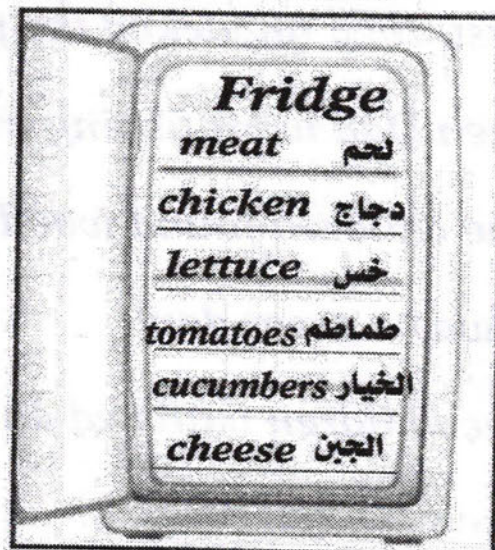 Fridge
meat لحم
chicken دجاج
lettuce خس
tomatoes طماطم
cucumbers الخيار
cheese الجبن